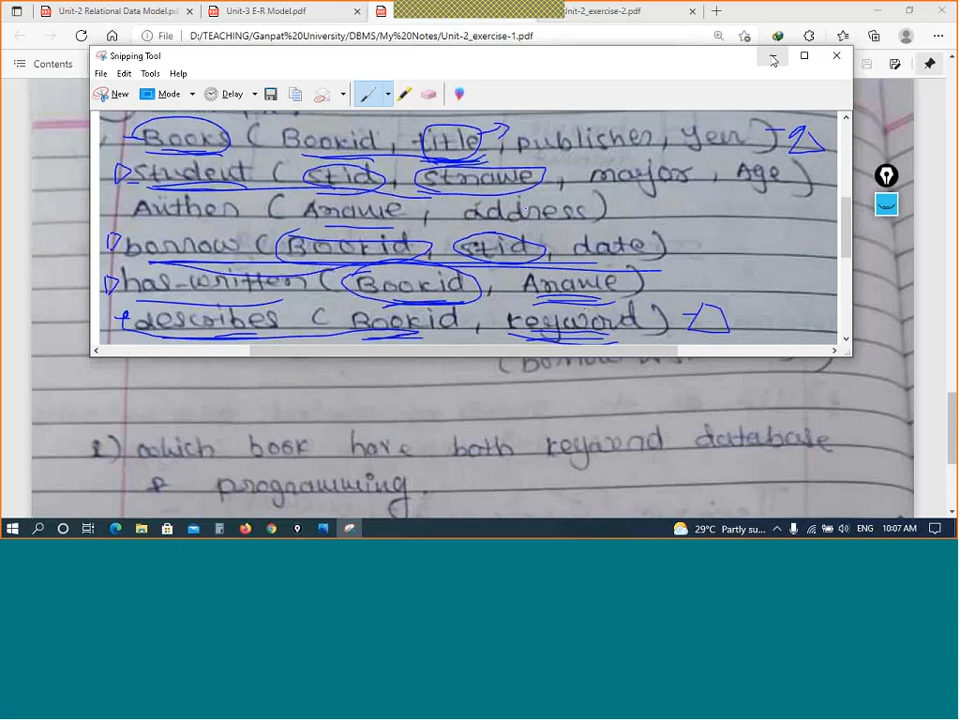 Unit-2 Relational Data Model.pdf
Unit-3 E-R Model.pdf
Unit-2_exercise-2.pdf
File
D:/TEACHING/Ganpat%20University/DBMS/My%20Notes/Unit-2_exercise-1.pdf
Contents
Snipping Tool
File Edit Tools Help
New Mode Delay
Books ( Bookid, title, publisher, year )
student ( stid, stname, major, Age )
Auther ( Aname, address )
borrow ( Bookid, stid, date )
has-written ( Bookid, Aname )
describes ( Bookid, keyword )
(borrow
2) which book have both keyword database
& programming.
29°C Partly su... ENG 10:07 AM